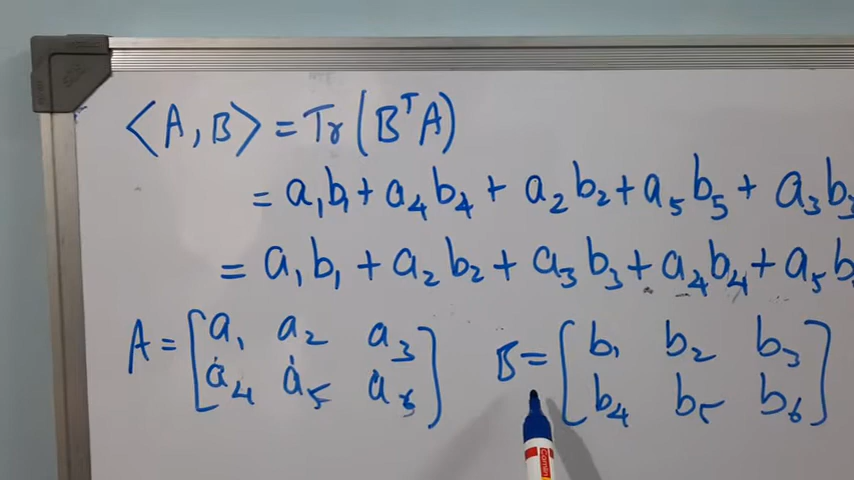 ⟨A, B⟩ = Tr(BᵀA)
= a₁b₁ + a₄b₄ + a₂b₂ + a₅b₅ + a₃b₃
= a₁b₁ + a₂b₂ + a₃b₃ + a₄b₄ + a₅b
A = [a₁ a₂ a₃ B = [b₁ b₂ b₃
a₄ a₅ a₆] b₄ b₅ b₆]